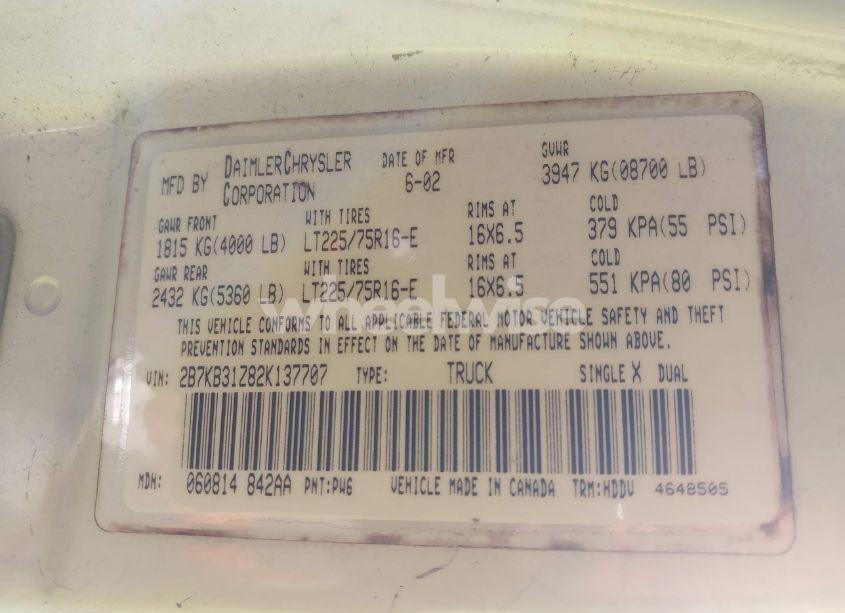 MFD BY DAIMLERCHRYSLER CORPORATION DATE OF MFR 6-02 GVWR 3947 KG(08700 LB)
GAWR FRONT WITH TIRES RIMS AT COLD
1815 KG(4000 LB) LT225/75R16-E 16X6.5 379 KPA(55 PSI)
GAWR REAR WITH TIRES RIMS AT COLD
2432 KG(5360 LB) LT225/75R16-E 16X6.5 551 KPA(80 PSI)
wheelwise
THIS VEHICLE CONFORMS TO ALL APPLICABLE FEDERAL MOTOR VEHICLE SAFETY AND THEFT
PREVENTION STANDARDS IN EFFECT ON THE DATE OF MANUFACTURE SHOWN ABOVE.
VIN: 2B7KB31Z82K137707 TYPE: TRUCK SINGLE X DUAL
MDH: 060814 842AA PNT:PW6 VEHICLE MADE IN CANADA TRM:HDDV 4648505